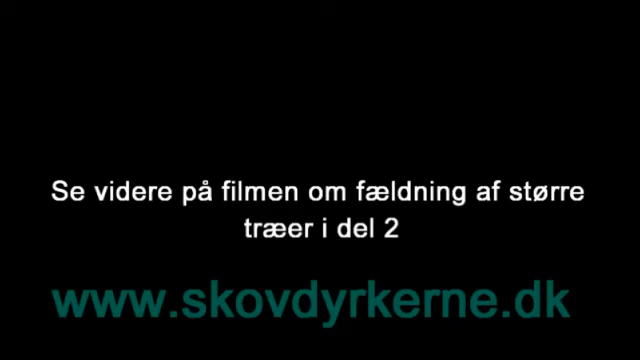 Se videre på filmen om fældning af større
træer i del 2
www.skovdyrkerne.dk